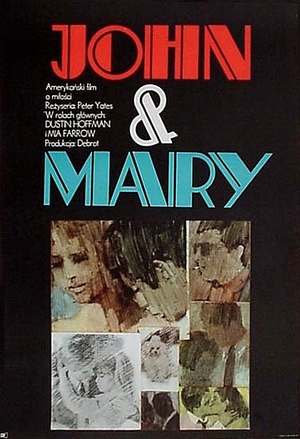 JOHN
Amerykański film
o miłości
Reżyseria: Peter Yates
W rolach głównych:
DUSTIN HOFFMAN
i MIA FARROW
Produkcja: Debrot
&
MARY